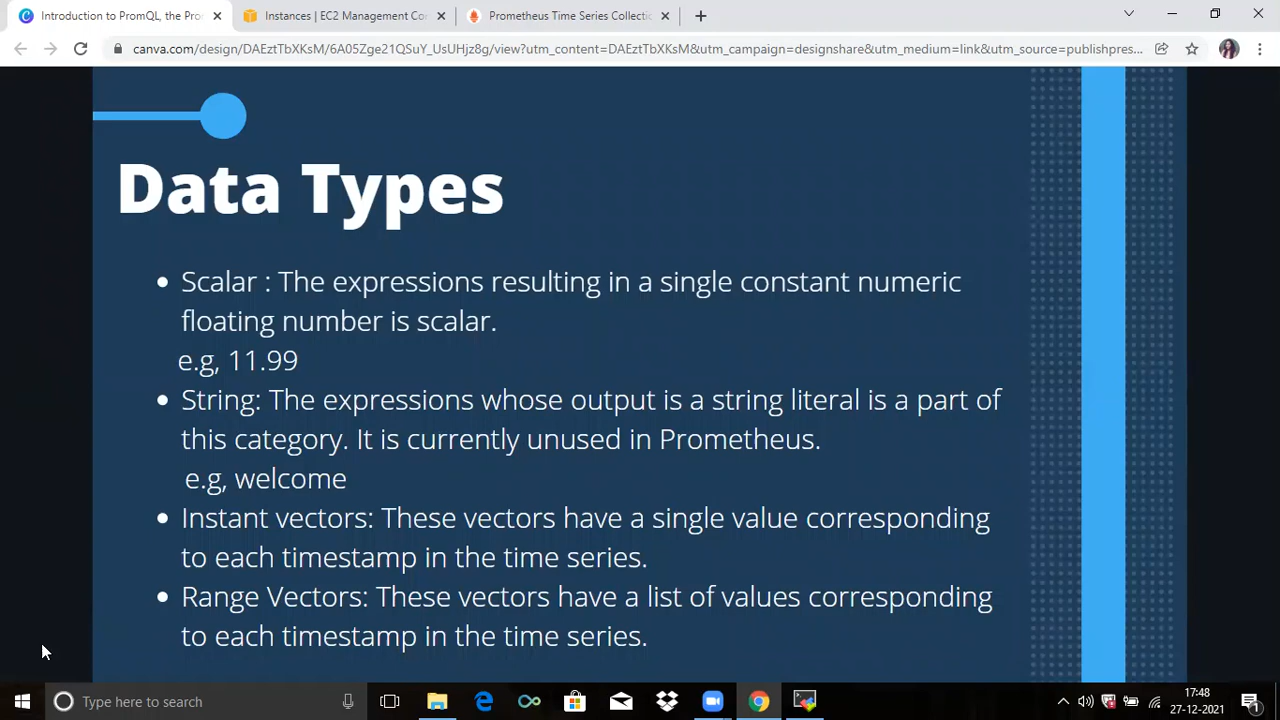 Introduction to PromQL, the Pro
Instances | EC2 Management Con
Prometheus Time Series Collectio
canva.com/design/DAEztTbXKsM/6A05Zge21QSuY_UsUHjz8g/view?utm_content=DAEztTbXKsM&utm_campaign=designshare&utm_medium=link&utm_source=publishpres...
Data Types
Scalar : The expressions resulting in a single constant numeric
floating number is scalar.
e.g, 11.99
String: The expressions whose output is a string literal is a part of
this category. It is currently unused in Prometheus.
e.g, welcome
Instant vectors: These vectors have a single value corresponding
to each timestamp in the time series.
Range Vectors: These vectors have a list of values corresponding
to each timestamp in the time series.
Type here to search
17:48
27-12-2021
1